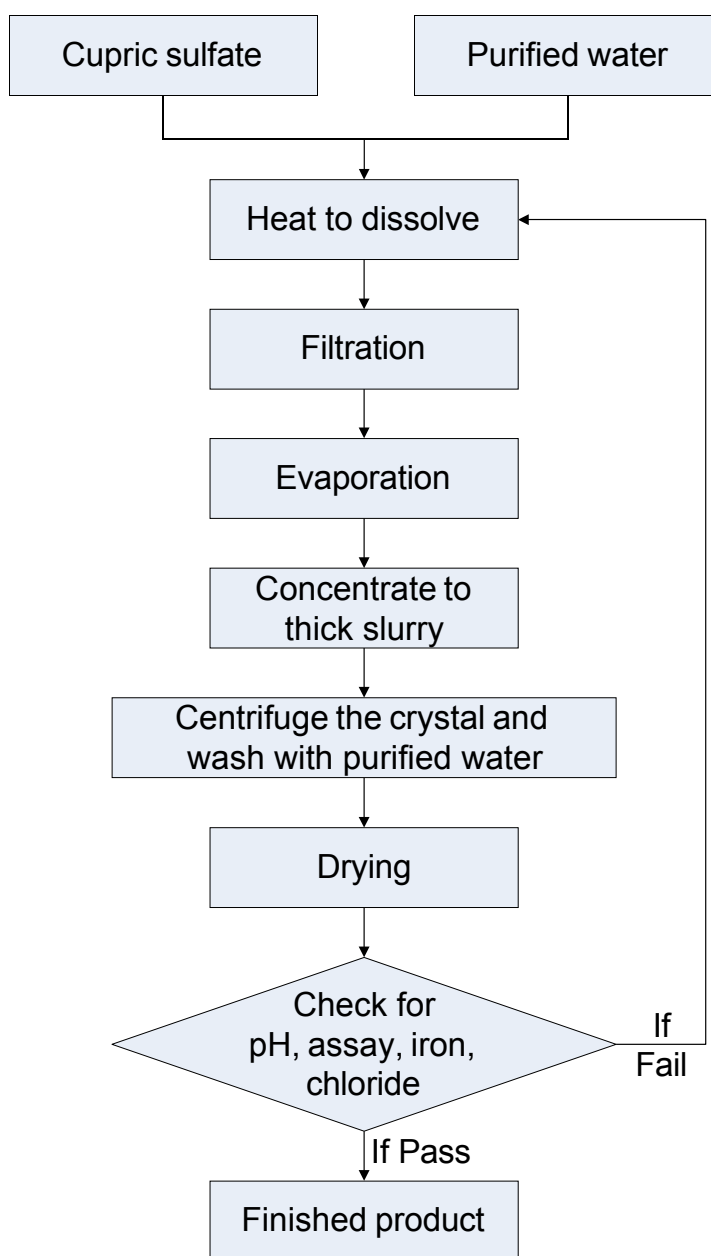 Cupric sulfate
Purified water
Heat to dissolve
Filtration
Evaporation
Concentrate to
thick slurry
Centrifuge the crystal and
wash with purified water
Drying
Check for
pH, assay, iron,
chloride
If
Fail
If Pass
Finished product